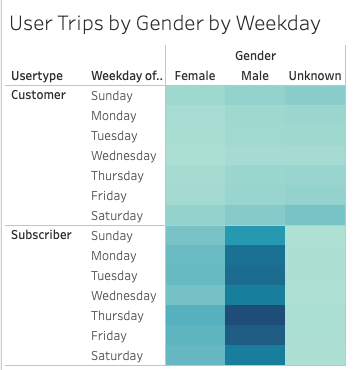 User Trips by Gender by Weekday
Gender
Usertype Weekday of.. Female Male Unknown
Customer Sunday
Monday
Tuesday
Wednesday
Thursday
Friday
Saturday
Subscriber Sunday
Monday
Tuesday
Wednesday
Thursday
Friday
Saturday